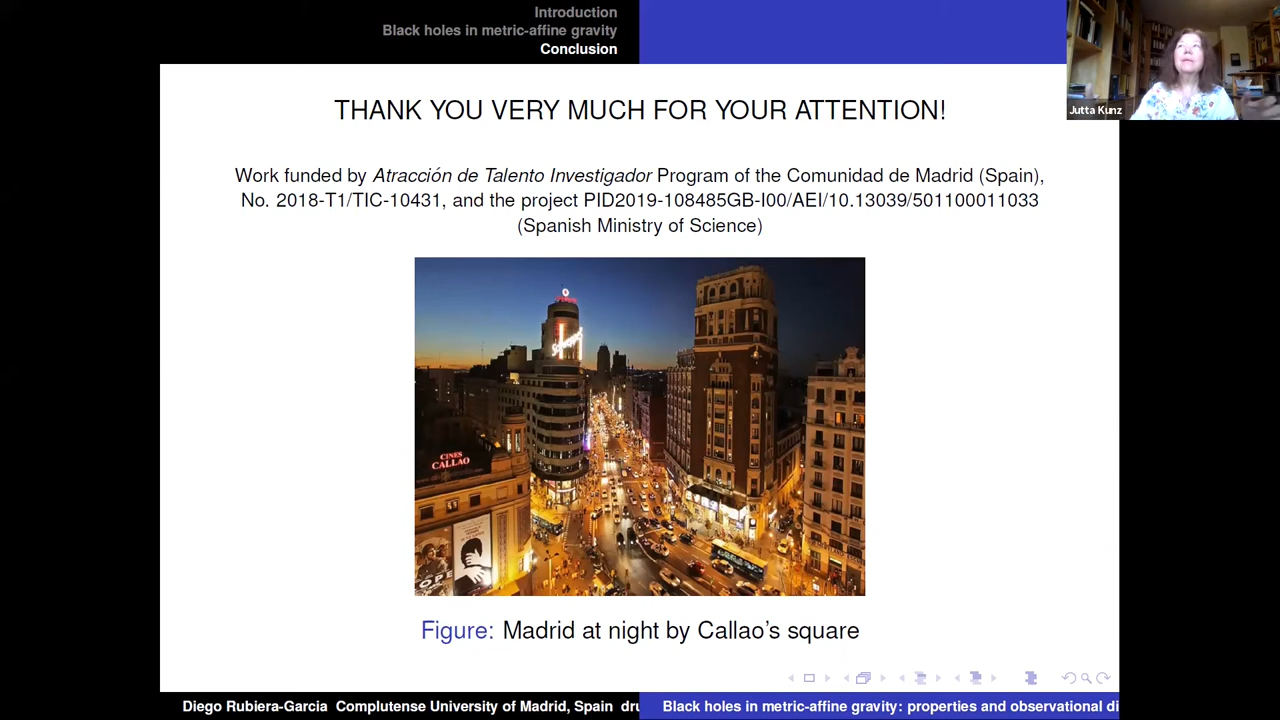 Introduction
Black holes in metric-affine gravity
Conclusion
Jutta Kunz
THANK YOU VERY MUCH FOR YOUR ATTENTION!
Work funded by Atracción de Talento Investigador Program of the Comunidad de Madrid (Spain),
No. 2018-T1/TIC-10431, and the project PID2019-108485GB-I00/AEI/10.13039/501100011033
(Spanish Ministry of Science)
Schweppes
CINES
CALLAO
Figure: Madrid at night by Callao's square
Diego Rubiera-Garcia Complutense University of Madrid, Spain dru
Black holes in metric-affine gravity: properties and observational di